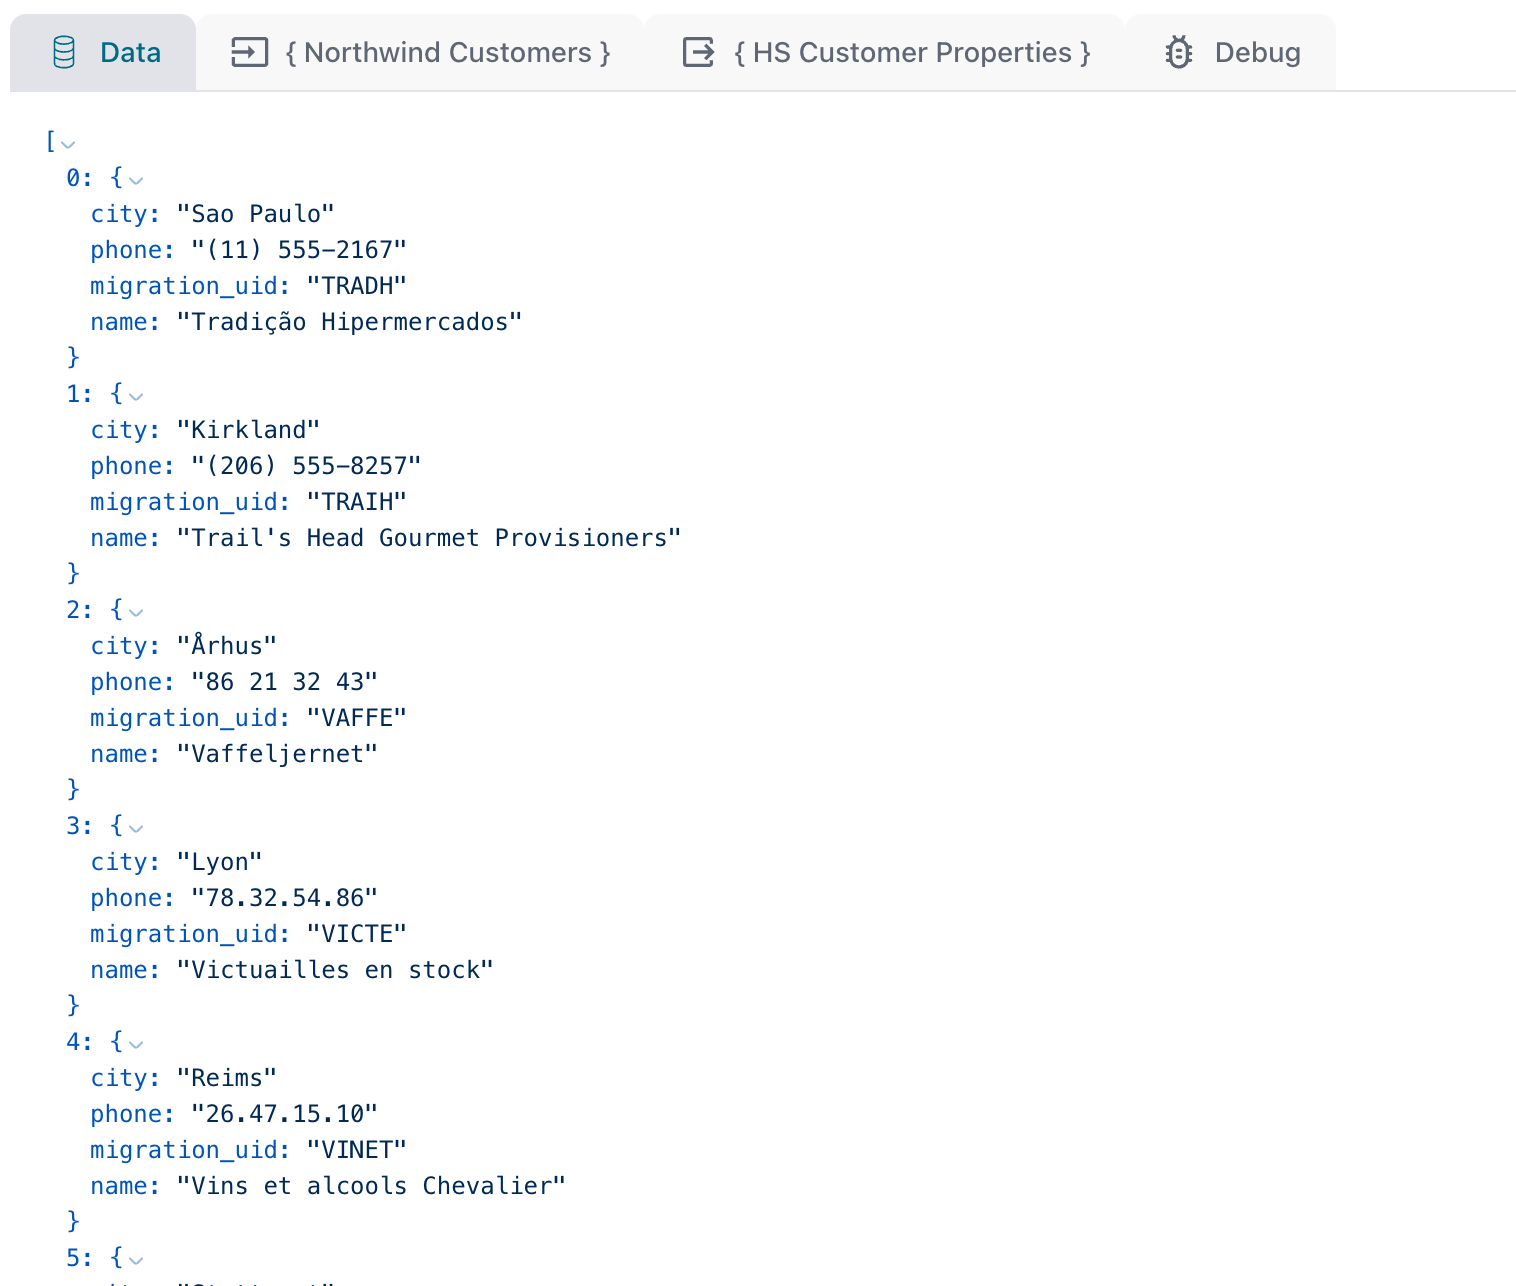 Data { Northwind Customers } { HS Customer Properties } Debug
[
0: {
city: "Sao Paulo"
phone: "(11) 555-2167"
migration_uid: "TRADH"
name: "Tradição Hipermercados"
}
1: {
city: "Kirkland"
phone: "(206) 555-8257"
migration_uid: "TRAIH"
name: "Trail's Head Gourmet Provisioners"
}
2: {
city: "Århus"
phone: "86 21 32 43"
migration_uid: "VAFFE"
name: "Vaffeljernet"
}
3: {
city: "Lyon"
phone: "78.32.54.86"
migration_uid: "VICTE"
name: "Victuailles en stock"
}
4: {
city: "Reims"
phone: "26.47.15.10"
migration_uid: "VINET"
name: "Vins et alcools Chevalier"
}
5: {